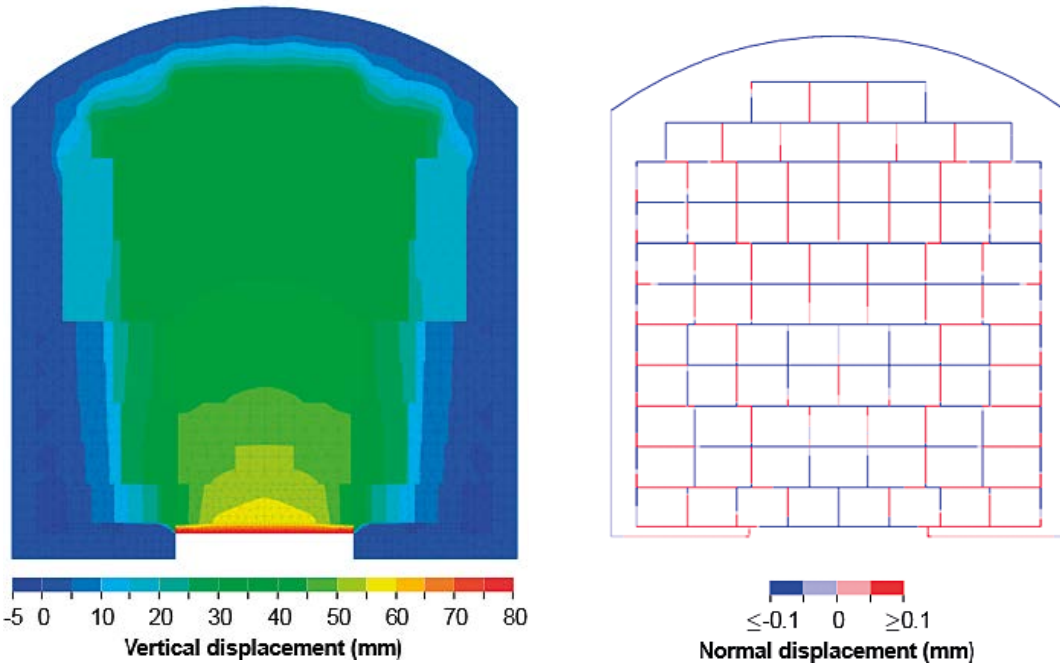 -5 0 10 20 30 40 50 60 70 80
Vertical displacement (mm)
≤-0.1 0 ≥0.1
Normal displacement (mm)